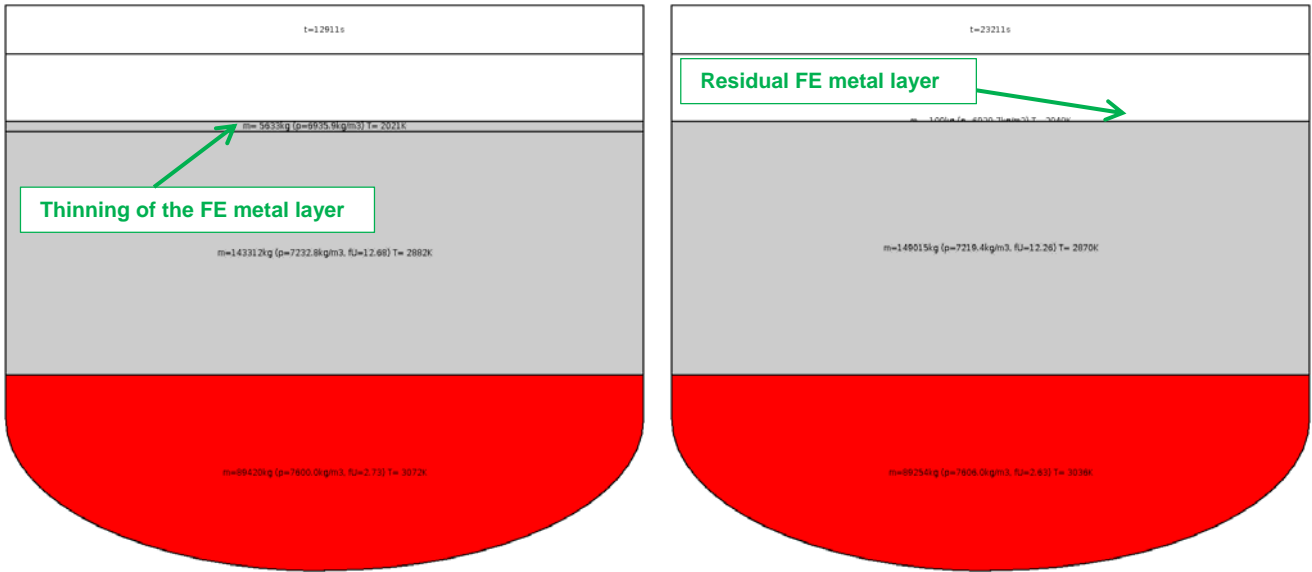 t=12911s
m= 5633kg (ρ=6935.9kg/m3) T= 2021K
Thinning of the FE metal layer
m=143312kg (ρ=7232.8kg/m3, fU=12.68) T= 2882K
m=89420kg (ρ=7600.0kg/m3, fU=2.73) T= 3072K
t=23211s
Residual FE metal layer
m=149015kg (ρ=7219.4kg/m3, fU=12.26) T= 2870K
m=89254kg (ρ=7606.0kg/m3, fU=2.63) T= 3036K